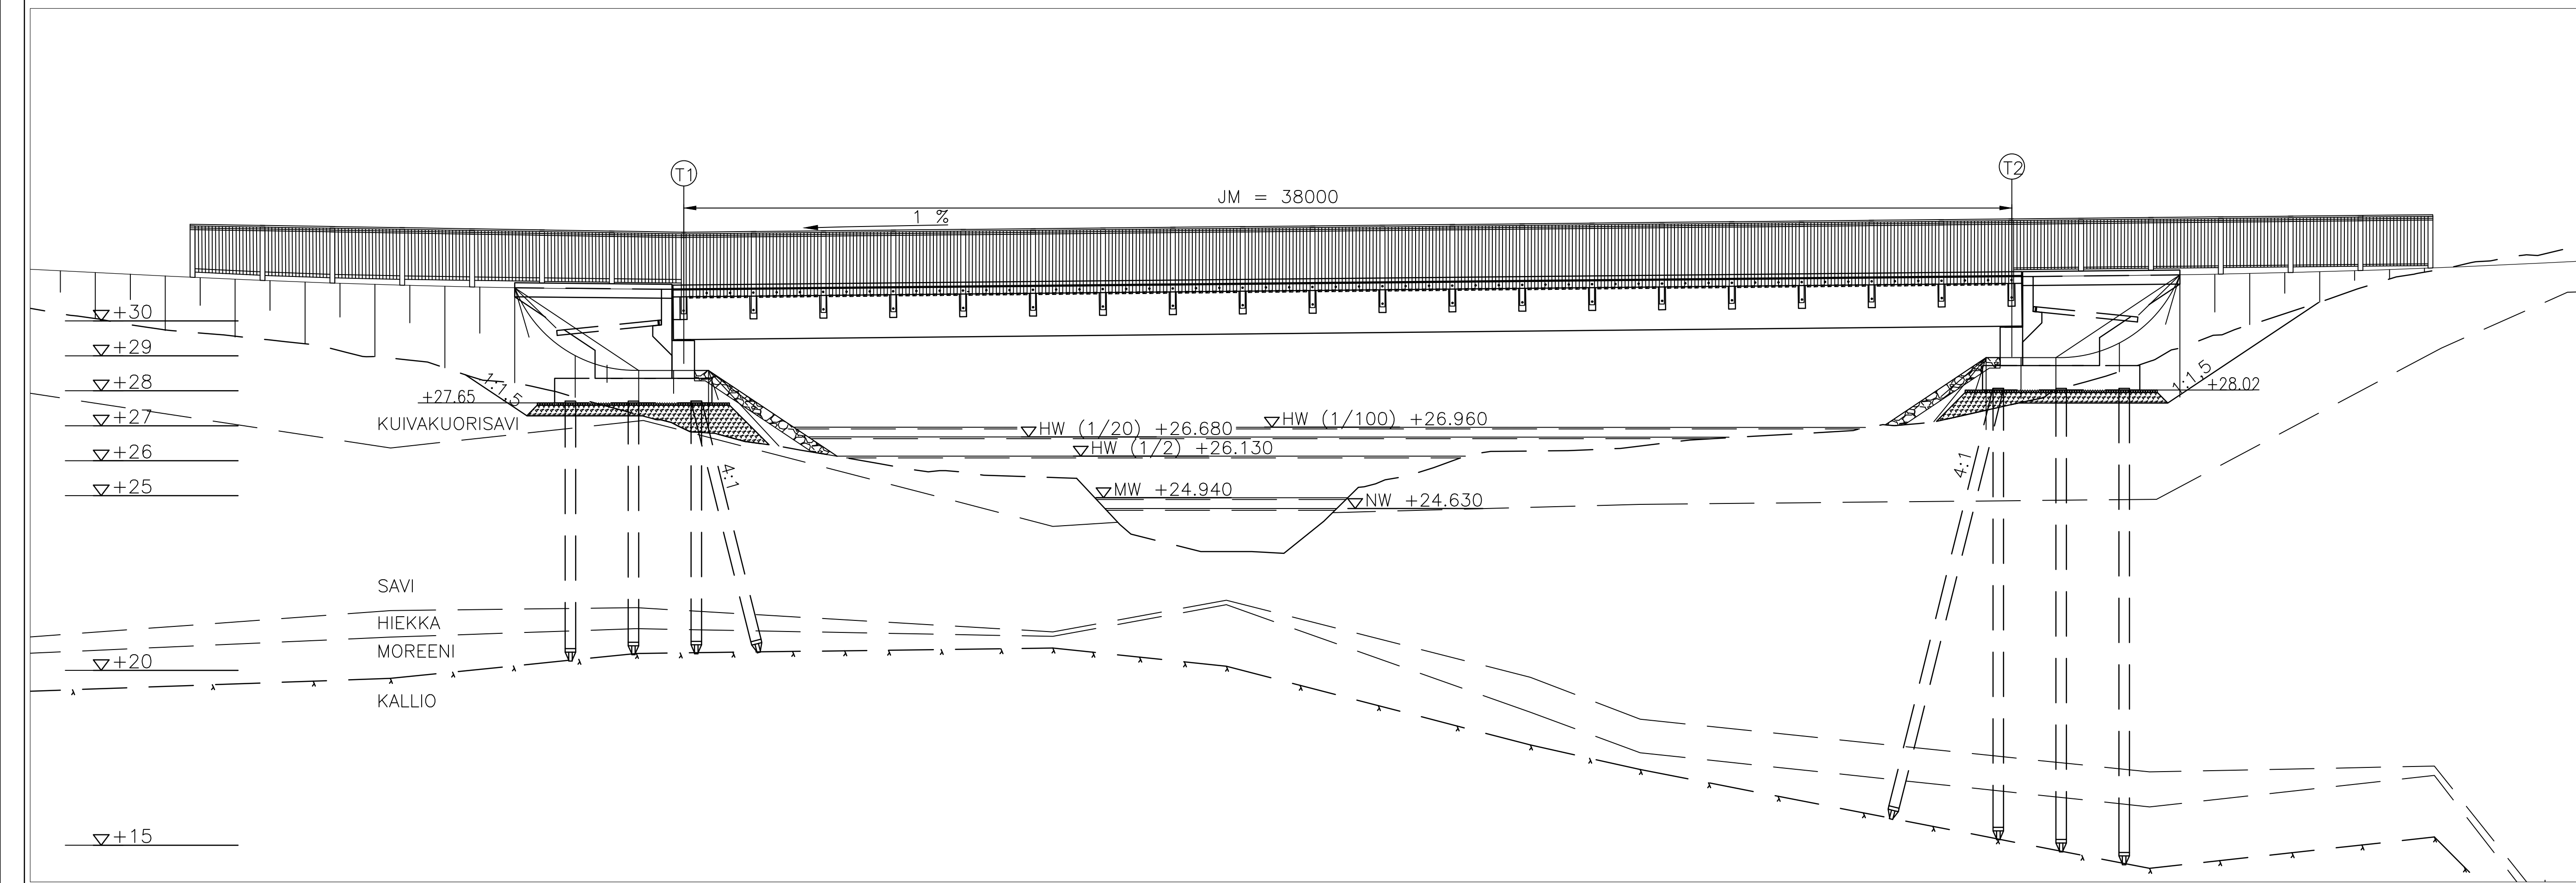 T1
T2
JM = 38000
1 %
+30
+29
+28
+27
+26
+25
+20
+15
1:1.5
+27.65
KUIVAKUORISAVI
HW (1/20) +26.680
HW (1/100) +26.960
HW (1/2) +26.130
MW +24.940
NW +24.630
4:1
4:1
1:1.5
+28.02
SAVI
HIEKKA
MOREENI
KALLIO